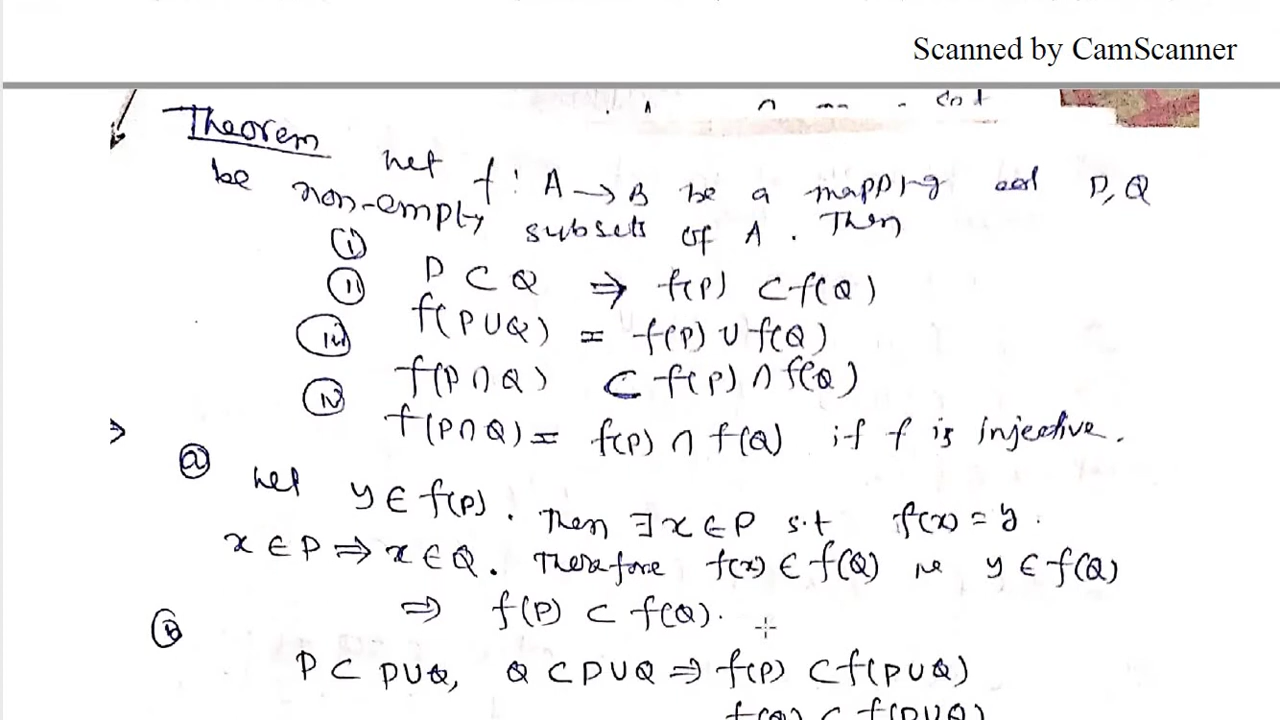 Scanned by CamScanner
Theorem Let f : A → B be a mapping and P, Q
be non-empty subsets of A. Then
(i) P ⊂ Q ⇒ f(P) ⊂ f(Q)
(ii) f(P∪Q) = f(P) ∪ f(Q)
(iii) f(P∩Q) ⊂ f(P) ∩ f(Q)
(iv) f(P∩Q) = f(P) ∩ f(Q) if f is injective.
⇒
(a) Let y ∈ f(P). Then ∃ x ∈ P s.t f(x) = y.
x ∈ P ⇒ x ∈ Q. Therefore f(x) ∈ f(Q) ie y ∈ f(Q)
⇒ f(P) ⊂ f(Q).
(b)
P ⊂ P∪Q, Q ⊂ P∪Q ⇒ f(P) ⊂ f(P∪Q)
f(Q) ⊂ f(P∪Q)